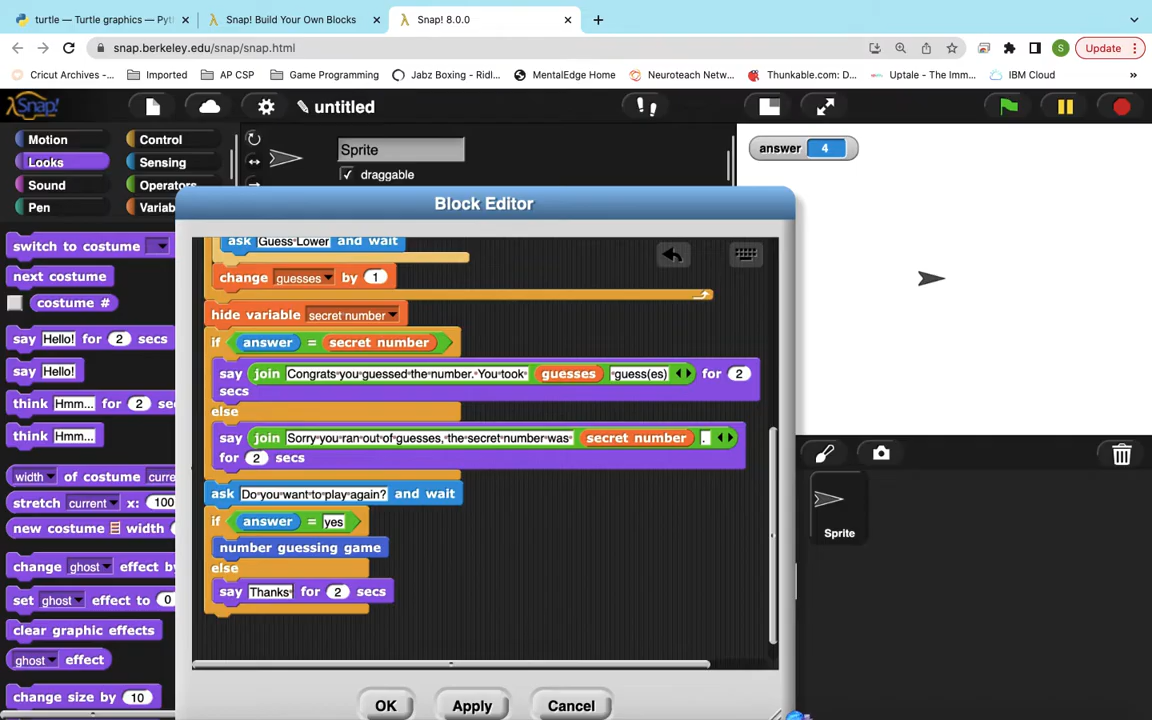 turtle — Turtle graphics — Pyt
Snap! Build Your Own Blocks
Snap! 8.0.0
snap.berkeley.edu/snap/snap.html
S
Update
Cricut Archives -...
Imported
AP CSP
Game Programming
Jabz Boxing - Ridl...
MentalEdge Home
Neuroteach Netw...
Thunkable.com: D...
Uptale - The Imm...
IBM Cloud
»
Snap!
untitled
Motion
Control
Looks
Sensing
Sound
Operators
Pen
Variab
Sprite
draggable
answer 4
Block Editor
switch to costume
next costume
costume #
say Hello! for 2 secs
say Hello!
think Hmm... for 2 sec
think Hmm...
width of costume curre
stretch current x: 100
new costume width
change ghost effect by
set ghost effect to 0
clear graphic effects
ghost effect
change size by 10
ask Guess Lower and wait
change guesses by 1
hide variable secret number
if answer = secret number
say join Congrats you guessed the number. You took guesses guess(es) for 2
secs
else
say join Sorry you ran out of guesses, the secret number was secret number .
for 2 secs
ask Do you want to play again? and wait
if answer = yes
number guessing game
else
say Thanks for 2 secs
OK
Apply
Cancel
Sprite